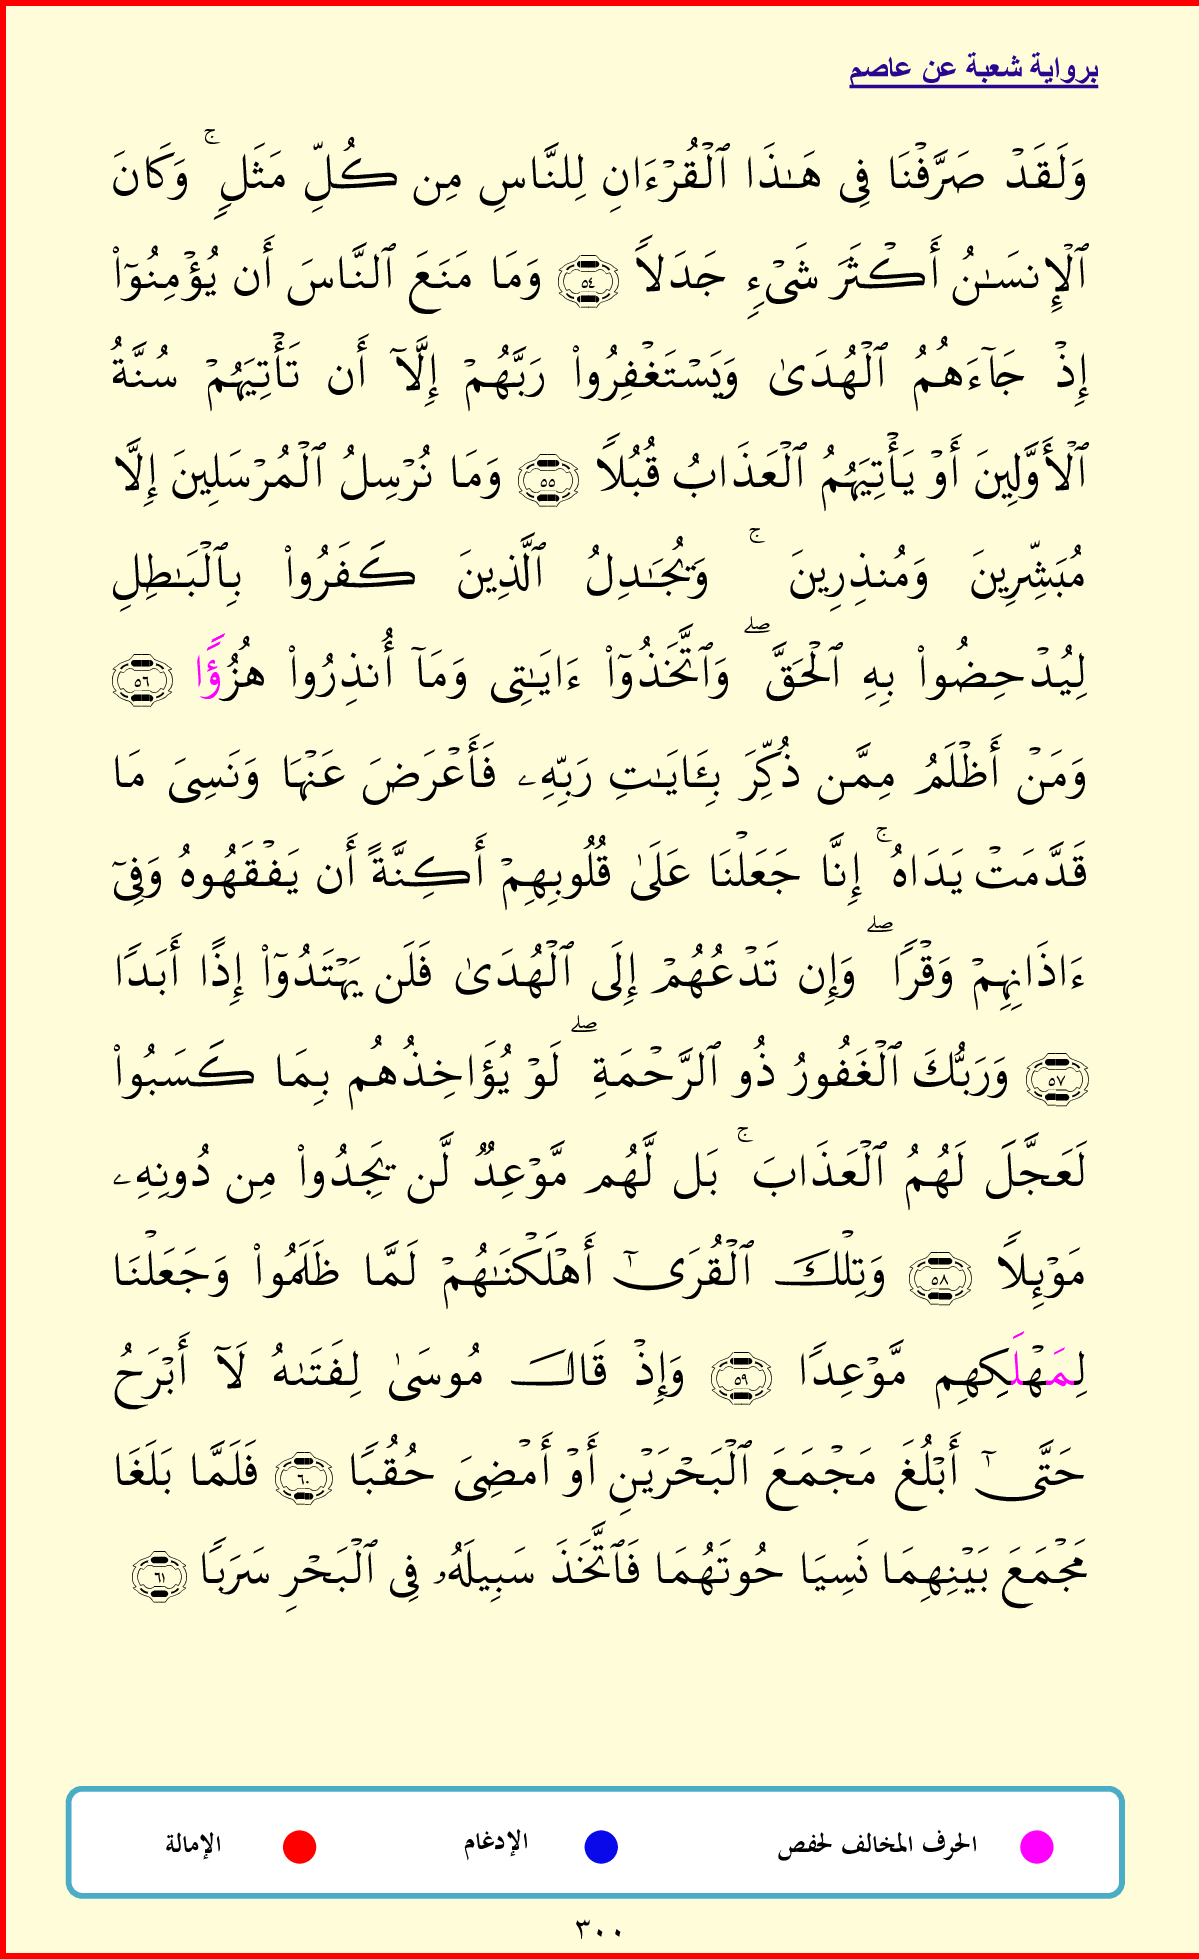 برواية شعبة عن عاصم
وَلَقَدۡ صَرَّفۡنَا فِى هَـٰذَا ٱلۡقُرۡءَانِ لِلنَّاسِ مِن كُلِّ مَثَلٍۚ وَكَانَ
ٱلۡإِنسَـٰنُ أَكۡثَرَ شَىۡءٍ جَدَلاً ٥٤ وَمَا مَنَعَ ٱلنَّاسَ أَن يُؤۡمِنُوٓا۟
إِذۡ جَآءَهُمُ ٱلۡهُدَىٰ وَيَسۡتَغۡفِرُوا۟ رَبَّهُمۡ إِلَّآ أَن تَأۡتِيَهُمۡ سُنَّةُ
ٱلۡأَوَّلِينَ أَوۡ يَأۡتِيَهُمُ ٱلۡعَذَابُ قُبُلاً ٥٥ وَمَا نُرۡسِلُ ٱلۡمُرۡسَلِينَ إِلَّا
مُبَشِّرِينَ وَمُنذِرِينَۚ وَيُجَـٰدِلُ ٱلَّذِينَ كَفَرُوا۟ بِٱلۡبَـٰطِلِ
لِيُدۡحِضُوا۟ بِهِ ٱلۡحَقَّۖ وَٱتَّخَذُوٓا۟ ءَايَـٰتِى وَمَآ أُنذِرُوا۟ هُزُؤًا ٥٦
وَمَنۡ أَظۡلَمُ مِمَّن ذُكِّرَ بِـَٔايَـٰتِ رَبِّهِۦ فَأَعۡرَضَ عَنۡهَا وَنَسِىَ مَا
قَدَّمَتۡ يَدَاهُۚ إِنَّا جَعَلۡنَا عَلَىٰ قُلُوبِهِمۡ أَكِنَّةً أَن يَفۡقَهُوهُ وَفِىٓ
ءَاذَانِهِمۡ وَقۡرًاۖ وَإِن تَدۡعُهُمۡ إِلَى ٱلۡهُدَىٰ فَلَن يَهۡتَدُوٓا۟ إِذًا أَبَدًا
٥٧ وَرَبُّكَ ٱلۡغَفُورُ ذُو ٱلرَّحۡمَةِۖ لَوۡ يُؤَاخِذُهُم بِمَا كَسَبُوا۟
لَعَجَّلَ لَهُمُ ٱلۡعَذَابَۚ بَل لَّهُم مَّوۡعِدٌ لَّن يَجِدُوا۟ مِن دُونِهِۦ
مَوۡئِلاً ٥٨ وَتِلۡكَ ٱلۡقُرَىٰٓ أَهۡلَكۡنَـٰهُمۡ لَمَّا ظَلَمُوا۟ وَجَعَلۡنَا
لِمَهۡلَكِهِم مَّوۡعِدًا ٥٩ وَإِذۡ قَالَ مُوسَىٰ لِفَتَىٰهُ لَآ أَبۡرَحُ
حَتَّىٰٓ أَبۡلُغَ مَجۡمَعَ ٱلۡبَحۡرَيۡنِ أَوۡ أَمۡضِىَ حُقُبًا ٦٠ فَلَمَّا بَلَغَا
مَجۡمَعَ بَيۡنِهِمَا نَسِيَا حُوتَهُمَا فَٱتَّخَذَ سَبِيلَهُۥ فِى ٱلۡبَحۡرِ سَرَبًا ٦١
الحرف المخالف لحفص الإدغام الإمالة
٣٠٠